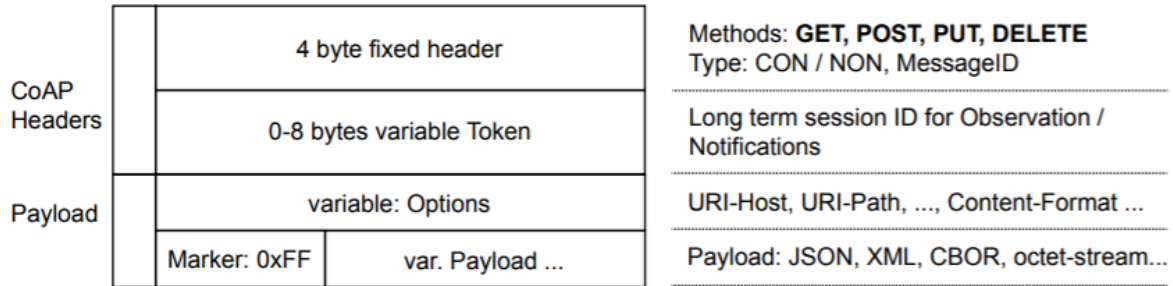 4 byte fixed header
Methods: GET, POST, PUT, DELETE
Type: CON / NON, MessageID
CoAP
Headers
0-8 bytes variable Token
Long term session ID for Observation /
Notifications
Payload
variable: Options
URI-Host, URI-Path, ..., Content-Format ...
Marker: 0xFF
var. Payload ...
Payload: JSON, XML, CBOR, octet-stream...